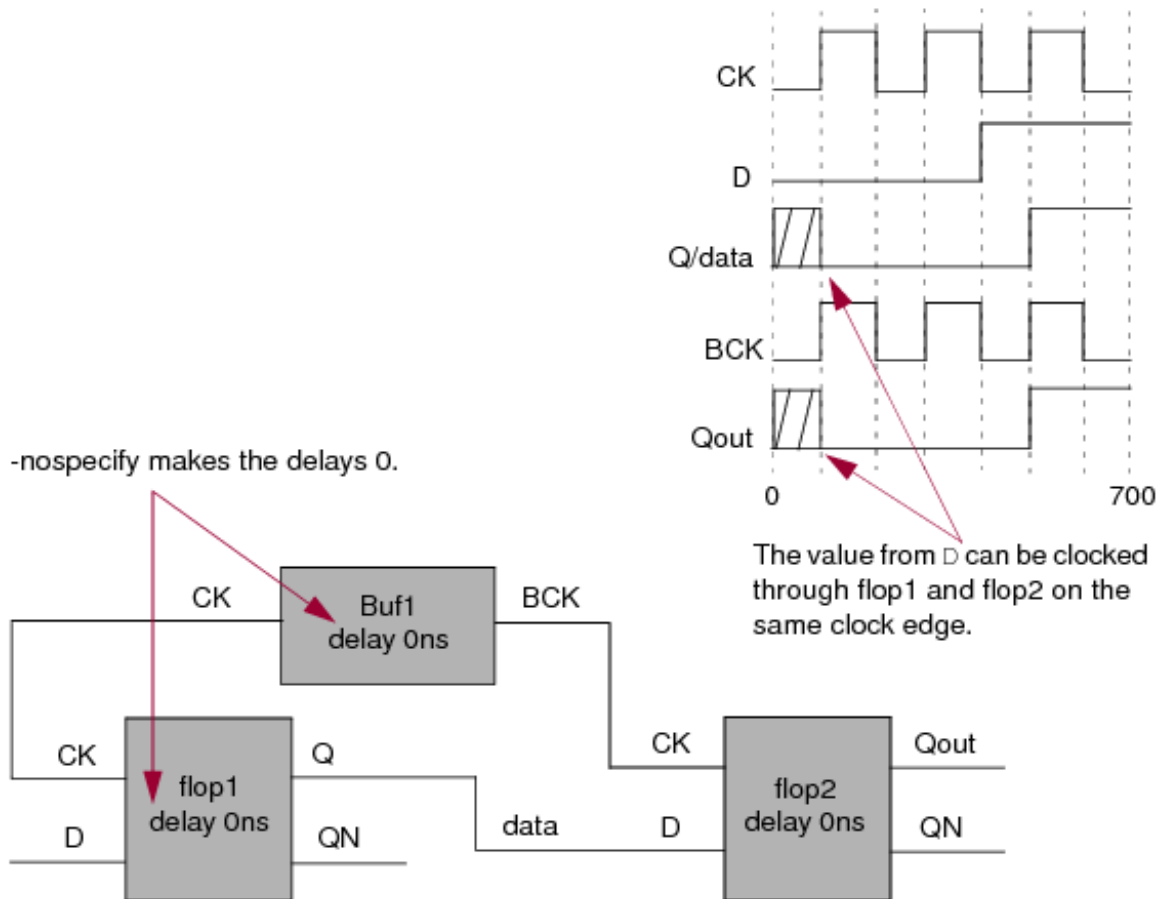 CK
D
Q/data
BCK
Qout
0 700
The value from D can be clocked
through flop1 and flop2 on the
same clock edge.
-nospecify makes the delays 0.
CK
Buf1
delay 0ns
BCK
CK
D
flop1
delay 0ns
Q
QN
data
CK
D
flop2
delay 0ns
Qout
QN